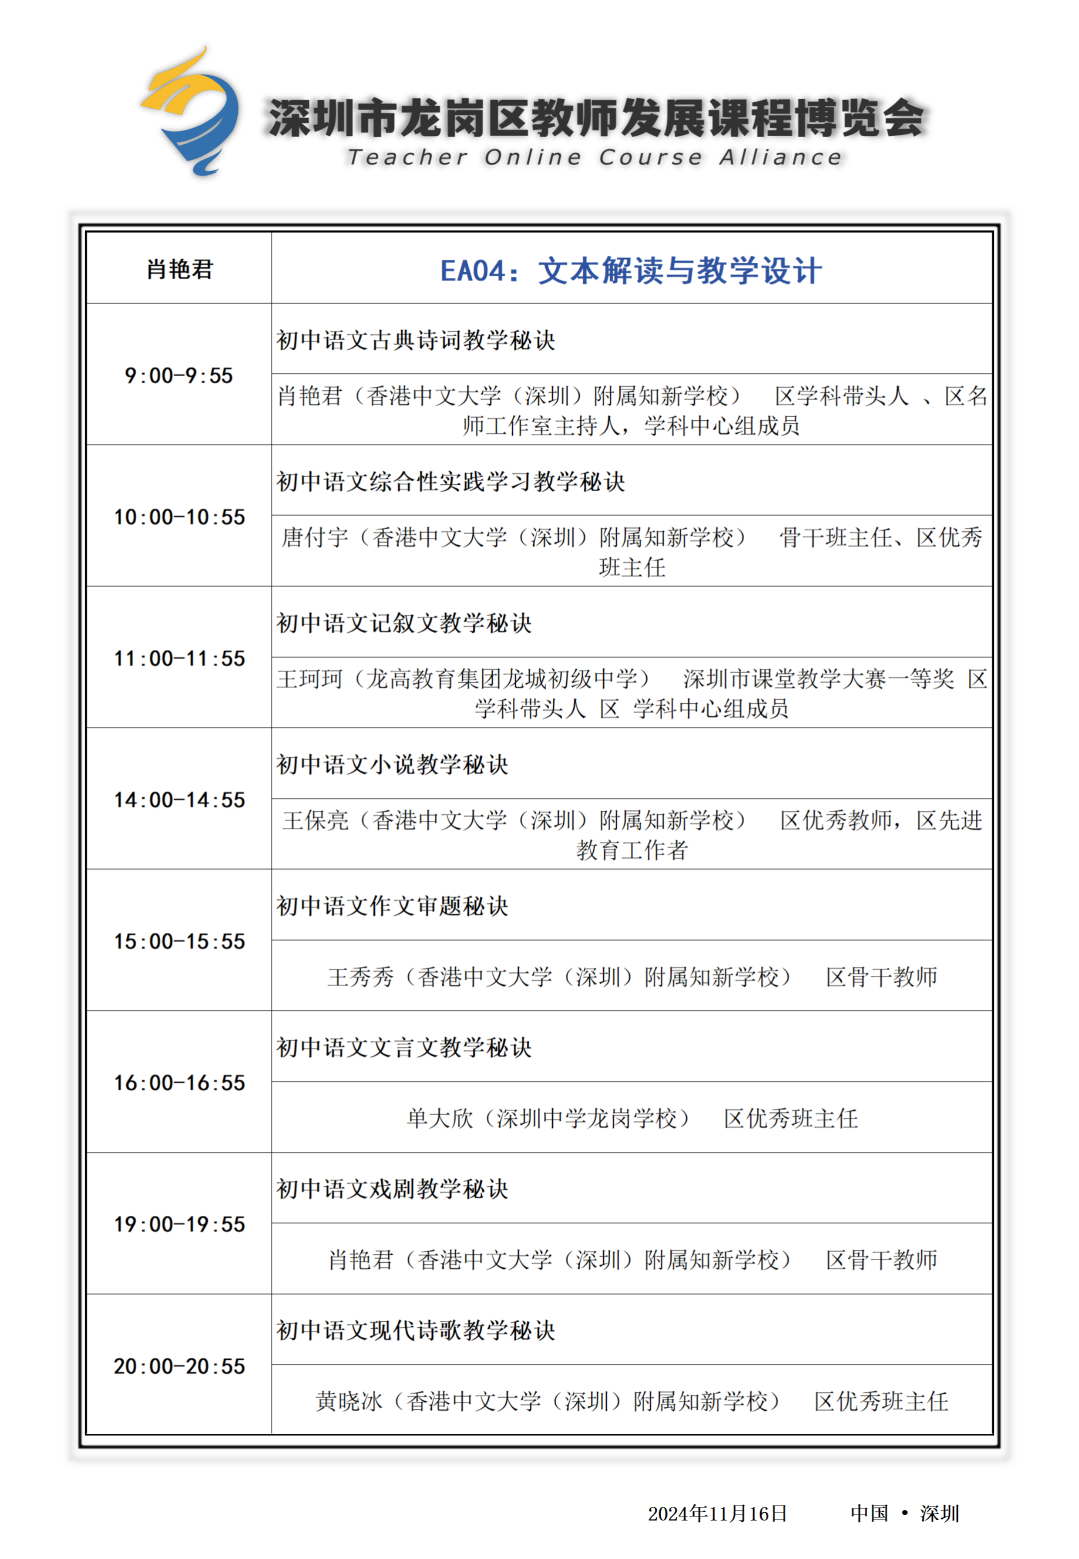 深圳市龙岗区教师发展课程博览会
Teacher Online Course Alliance
肖艳君
EA04：文本解读与教学设计
9:00-9:55
初中语文古典诗词教学秘诀
肖艳君（香港中文大学（深圳）附属知新学校） 区学科带头人 、区名
师工作室主持人，学科中心组成员
10:00-10:55
初中语文综合性实践学习教学秘诀
唐付宇（香港中文大学（深圳）附属知新学校） 骨干班主任、区优秀
班主任
11:00-11:55
初中语文记叙文教学秘诀
王珂珂（龙高教育集团龙城初级中学） 深圳市课堂教学大赛一等奖 区
学科带头人 区 学科中心组成员
14:00-14:55
初中语文小说教学秘诀
王保亮（香港中文大学（深圳）附属知新学校） 区优秀教师，区先进
教育工作者
15:00-15:55
初中语文作文审题秘诀
王秀秀（香港中文大学（深圳）附属知新学校） 区骨干教师
16:00-16:55
初中语文文言文教学秘诀
单大欣（深圳中学龙岗学校） 区优秀班主任
19:00-19:55
初中语文戏剧教学秘诀
肖艳君（香港中文大学（深圳）附属知新学校） 区骨干教师
20:00-20:55
初中语文现代诗歌教学秘诀
黄晓冰（香港中文大学（深圳）附属知新学校） 区优秀班主任
2024年11月16日 中国 • 深圳